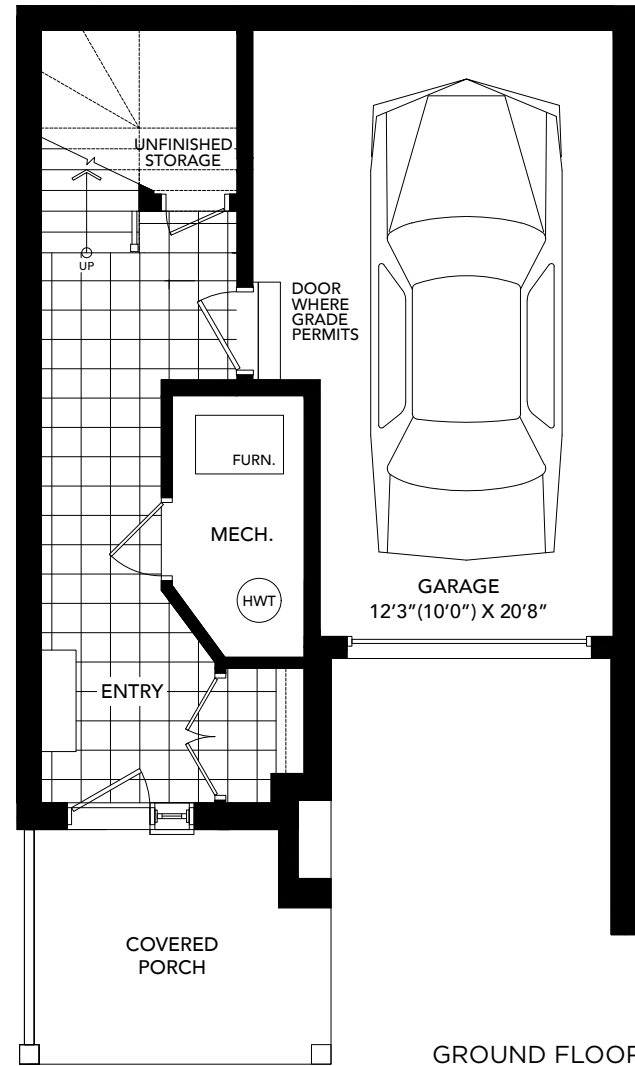 UNFINISHED
STORAGE
UP
DOOR
WHERE
GRADE
PERMITS
FURN.
MECH.
HWT
GARAGE
12'3"(10'0") X 20'8"
ENTRY
COVERED
PORCH
GROUND FLOOR